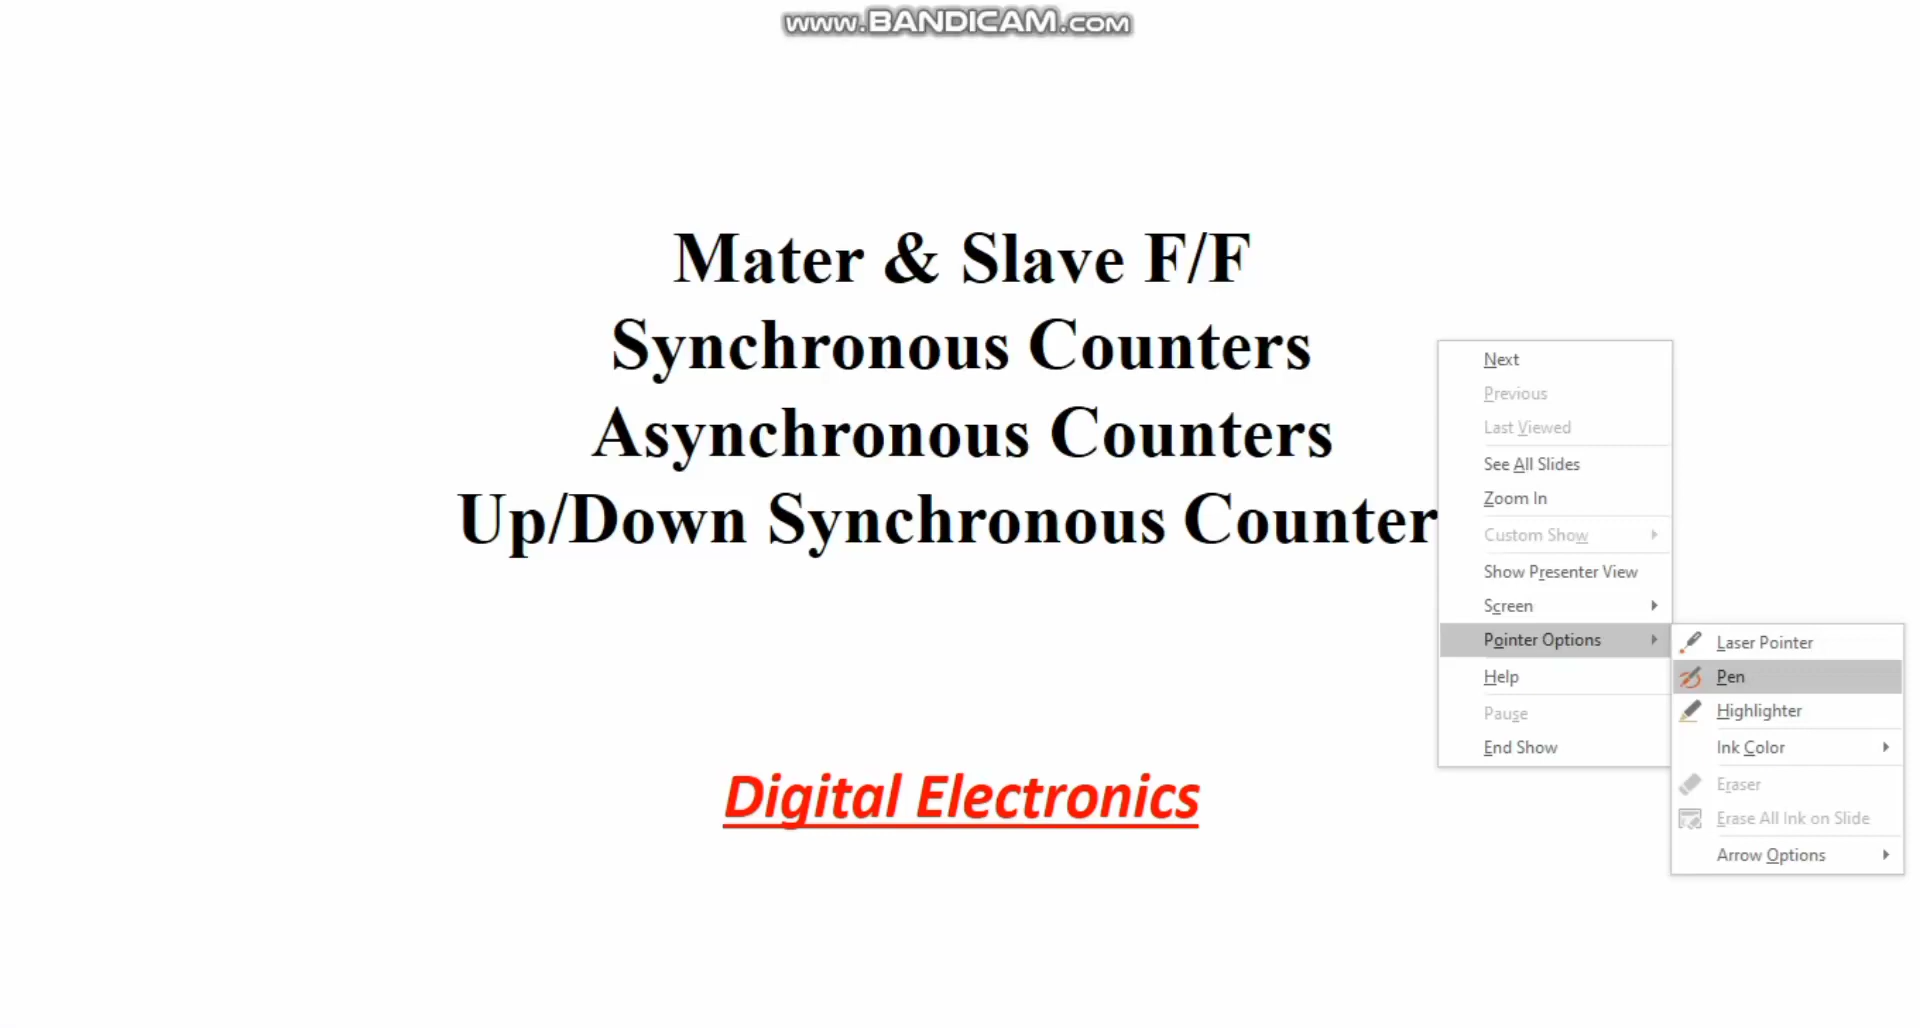 www.BANDICAM.com
Mater & Slave F/F
Synchronous Counters
Asynchronous Counters
Up/Down Synchronous Counter
Digital Electronics
Next
Previous
Last Viewed
See All Slides
Zoom In
Custom Show
Show Presenter View
Screen
Pointer Options
Help
Pause
End Show
Laser Pointer
Pen
Highlighter
Ink Color
Eraser
Erase All Ink on Slide
Arrow Options